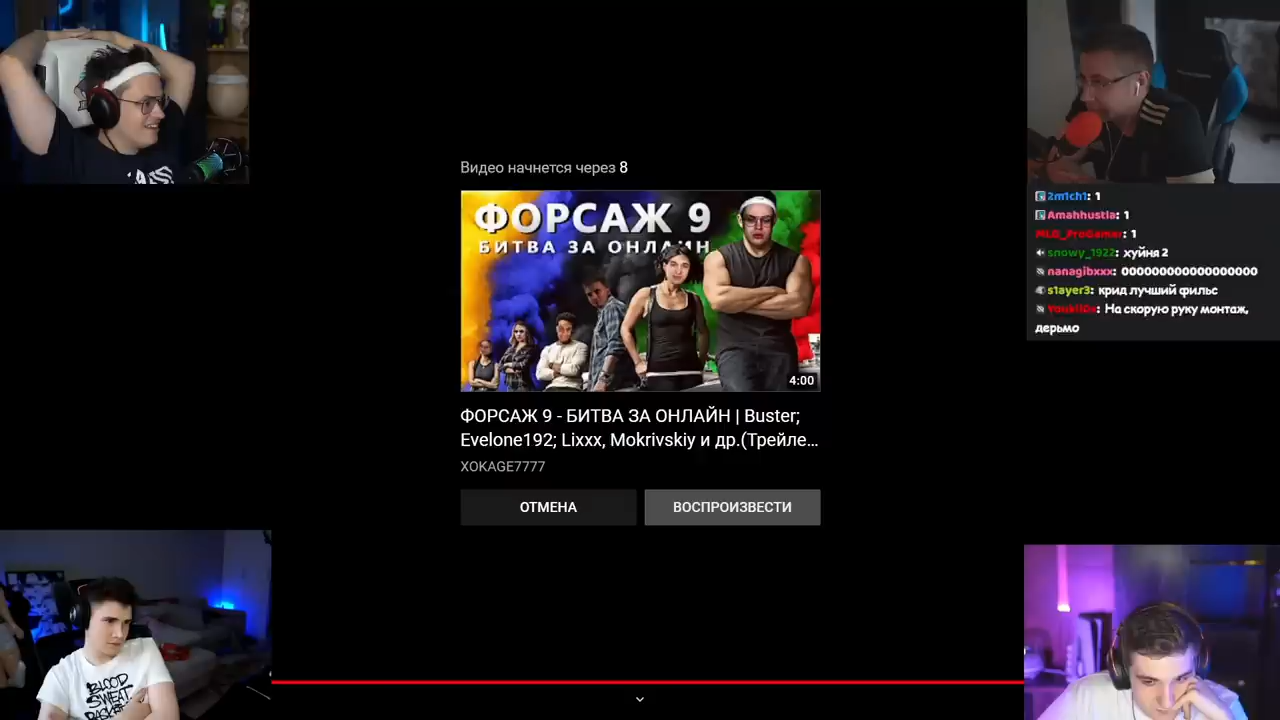 Видео начнется через 8
ФОРСАЖ 9
БИТВА ЗА ОНЛАЙН
4:00
ФОРСАЖ 9 - БИТВА ЗА ОНЛАЙН | Buster;
Evelone192; Lixxx, Mokrivskiy и др.(Трейле...
XOKAGE7777
ОТМЕНА
ВОСПРОИЗВЕСТИ
2m1ch1: 1
Amahhustla: 1
MLG_ProGamer: 1
snowy_1922: хуйня 2
nanagibxxx: 0000000000000000000
s1ayer3: крид лучший фильс
На скорую руку монтаж,
дерьмо
BLOOD
SWEAT